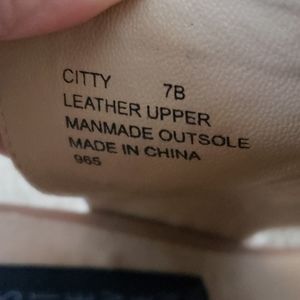 CITTY 7B
LEATHER UPPER
MANMADE OUTSOLE
MADE IN CHINA
965